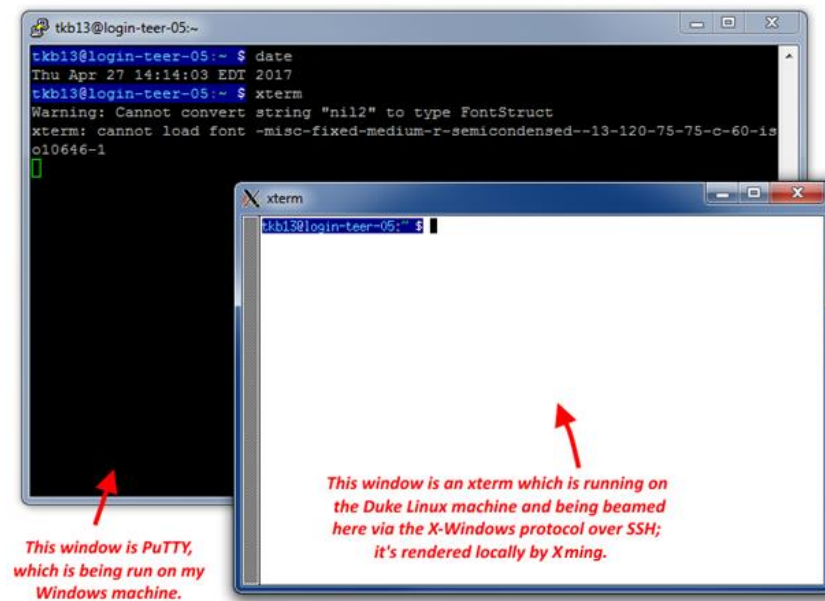 tkb13@login-teer-05:~
tkb13@login-teer-05:~ $ date
Thu Apr 27 14:14:03 EDT 2017
tkb13@login-teer-05:~ $ xterm
Warning: Cannot convert string "nil2" to type FontStruct
xterm: cannot load font -misc-fixed-medium-r-semicondensed--13-120-75-75-c-60-is
o10646-1
xterm
tkb13@login-teer-05:~ $
This window is an xterm which is running on
the Duke Linux machine and being beamed
here via the X-Windows protocol over SSH;
it's rendered locally by Xming.
This window is PuTTY,
which is being run on my
Windows machine.